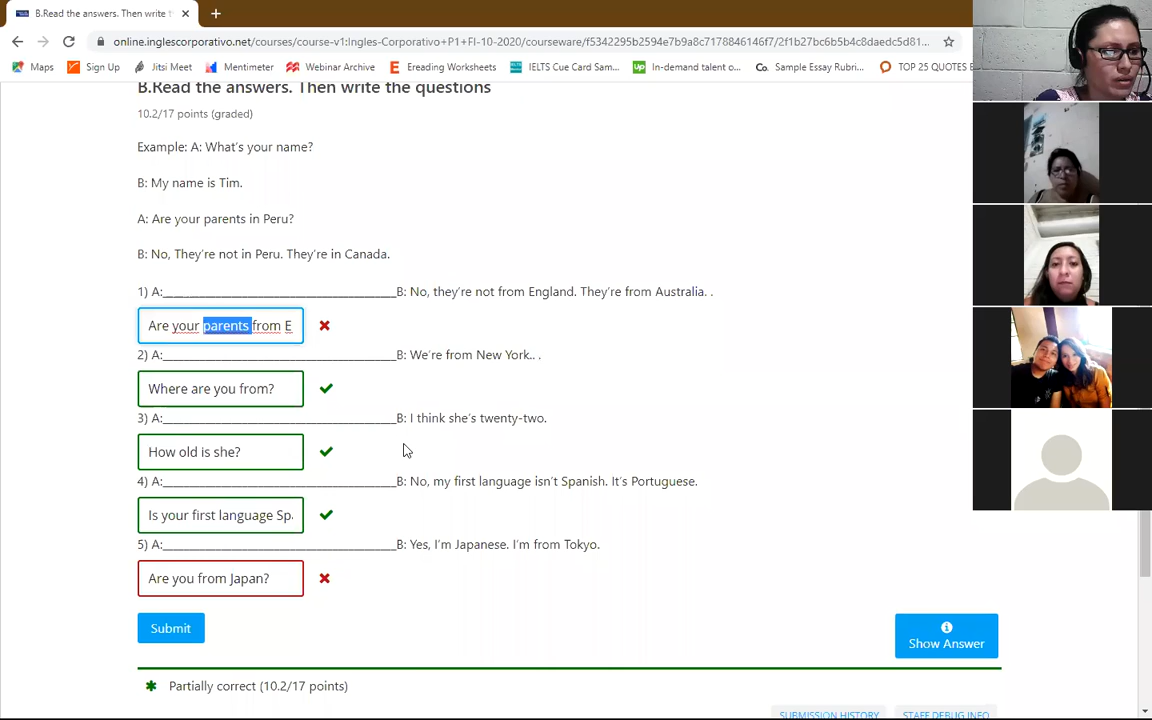 B.Read the answers. Then write t
online.inglescorporativo.net/courses/course-v1:Ingles-Corporativo+P1+FI-10-2020/courseware/f5342295b2594e7b9a8c7178846146f7/2f1b27bc6b5b4c8daedc5d81...
Maps Sign Up Jitsi Meet Mentimeter Webinar Archive Ereading Worksheets IELTS Cue Card Sam... In-demand talent o... Co. Sample Essay Rubri... TOP 25 QUOTES B
B.Read the answers. Then write the questions
10.2/17 points (graded)
Example: A: What's your name?
B: My name is Tim.
A: Are your parents in Peru?
B: No, They're not in Peru. They're in Canada.
1) A:________________________________B: No, they're not from England. They're from Australia. .
Are your parents from E
2) A:________________________________B: We're from New York.. .
Where are you from?
3) A:________________________________B: I think she's twenty-two.
How old is she?
4) A:________________________________B: No, my first language isn't Spanish. It's Portuguese.
Is your first language Sp
5) A:________________________________B: Yes, I'm Japanese. I'm from Tokyo.
Are you from Japan?
Submit
Show Answer
Partially correct (10.2/17 points)
SUBMISSION HISTORY STAFF DEBUG INFO